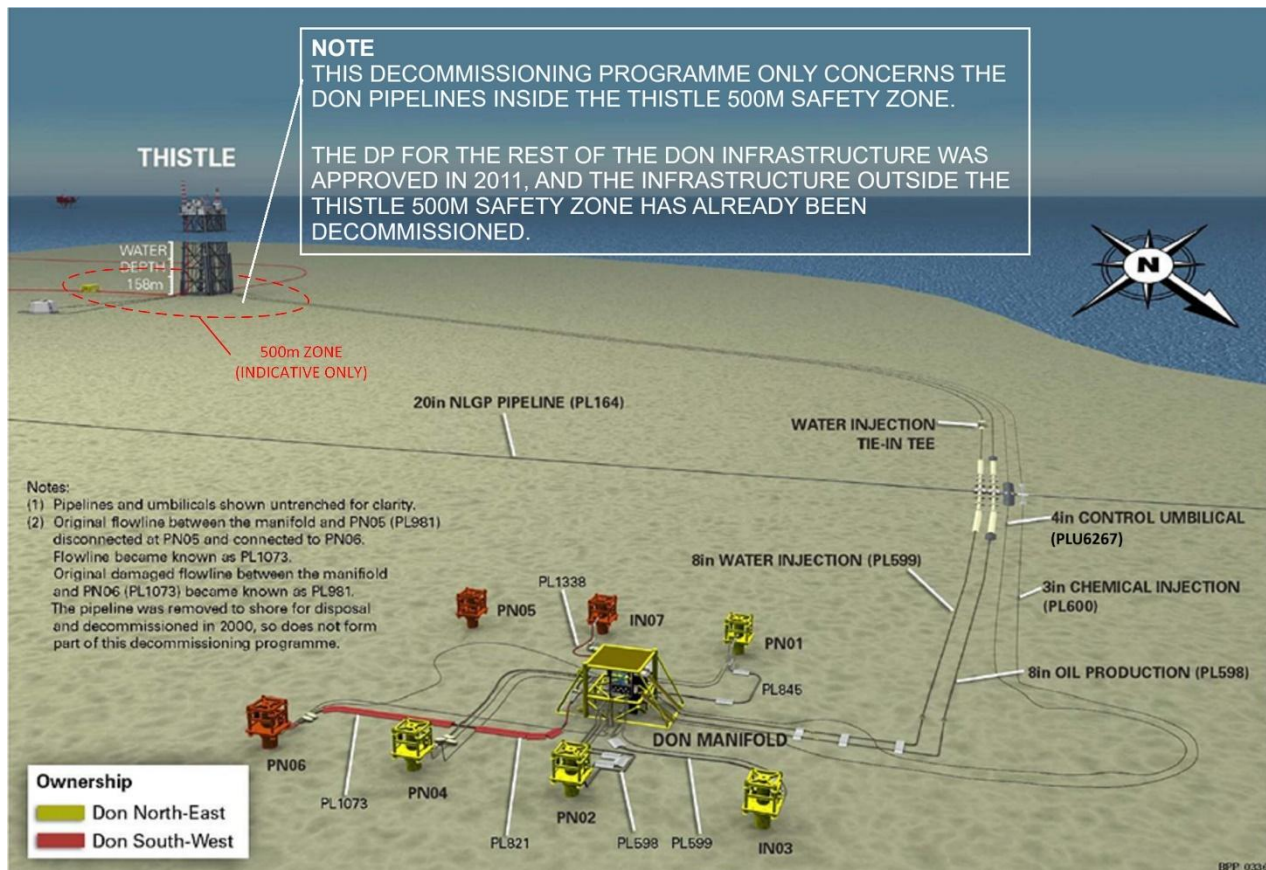 NOTE
THIS DECOMMISSIONING PROGRAMME ONLY CONCERNS THE
DON PIPELINES INSIDE THE THISTLE 500M SAFETY ZONE.
THE DP FOR THE REST OF THE DON INFRASTRUCTURE WAS
APPROVED IN 2011, AND THE INFRASTRUCTURE OUTSIDE THE
THISTLE 500M SAFETY ZONE HAS ALREADY BEEN
DECOMMISSIONED.
THISTLE
WATER
DEPTH
158m
N
500m ZONE
(INDICATIVE ONLY)
20in NLGP PIPELINE (PL164)
WATER INJECTION
TIE-IN TEE
Notes:
(1) Pipelines and umbilicals shown untrenched for clarity.
(2) Original flowline between the manifold and PN05 (PL981)
disconnected at PN05 and connected to PN06.
Flowline became known as PL1073.
Original damaged flowline between the manifold
and PN06 (PL1073) became known as PL981.
The pipeline was removed to shore for disposal
and decommissioned in 2000, so does not form
part of this decommissioning programme.
4in CONTROL UMBILICAL
(PLU6267)
8in WATER INJECTION (PL599)
3in CHEMICAL INJECTION
(PL600)
PL1338
PN05
IN07
PN01
8in OIL PRODUCTION (PL598)
PL845
DON MANIFOLD
PN06
PN04
PN02
IN03
PL1073
PL821
PL598
PL599
Ownership
Don North-East
Don South-West